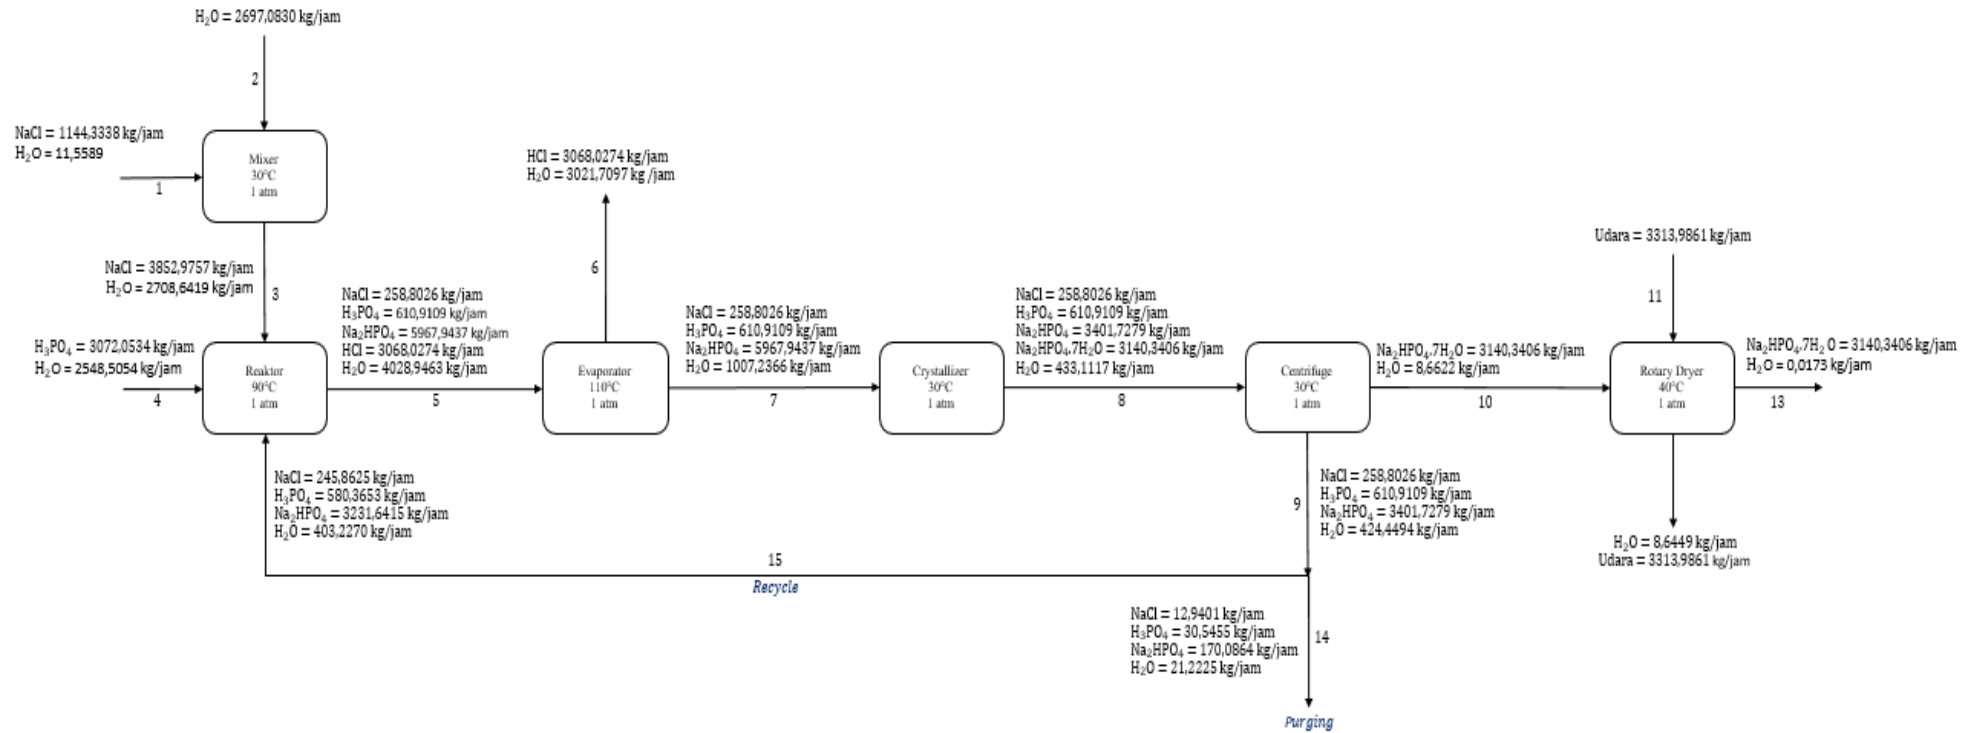 H₂O = 2697,0830 kg/jam
2
NaCl = 1144,3338 kg/jam
H₂O = 11,5589
1
Mixer
30°C
1 atm
NaCl = 3852,9757 kg/jam
H₂O = 2708,6419 kg/jam
3
H₃PO₄ = 3072,0534 kg/jam
H₂O = 2548,5054 kg/jam
4
Reaktor
90°C
1 atm
NaCl = 258,8026 kg/jam
H₃PO₄ = 610,9109 kg/jam
Na₂HPO₄ = 5967,9437 kg/jam
HCl = 3068,0274 kg/jam
H₂O = 4028,9463 kg/jam
5
HCl = 3068,0274 kg/jam
H₂O = 3021,7097 kg /jam
6
Evaporator
110°C
1 atm
NaCl = 258,8026 kg/jam
H₃PO₄ = 610,9109 kg/jam
Na₂HPO₄ = 5967,9437 kg/jam
H₂O = 1007,2366 kg/jam
7
Crystallizer
30°C
1 atm
NaCl = 258,8026 kg/jam
H₃PO₄ = 610,9109 kg/jam
Na₂HPO₄ = 3401,7279 kg/jam
Na₂HPO₄.7H₂O = 3140,3406 kg/jam
H₂O = 433,1117 kg/jam
8
Centrifuge
30°C
1 atm
Na₂HPO₄.7H₂O = 3140,3406 kg/jam
H₂O = 8,6622 kg/jam
10
Udara = 3313,9861 kg/jam
11
Rotary Dryer
40°C
1 atm
Na₂HPO₄.7H₂ O = 3140,3406 kg/jam
H₂O = 0,0173 kg/jam
13
H₂O = 8,6449 kg/jam
Udara = 3313,9861 kg/jam
NaCl = 258,8026 kg/jam
H₃PO₄ = 610,9109 kg/jam
Na₂HPO₄ = 3401,7279 kg/jam
H₂O = 424,4494 kg/jam
9
NaCl = 245,8625 kg/jam
H₃PO₄ = 580,3653 kg/jam
Na₂HPO₄ = 3231,6415 kg/jam
H₂O = 403,2270 kg/jam
15
Recycle
NaCl = 12,9401 kg/jam
H₃PO₄ = 30,5455 kg/jam
Na₂HPO₄ = 170,0864 kg/jam
H₂O = 21,2225 kg/jam
14
Purging